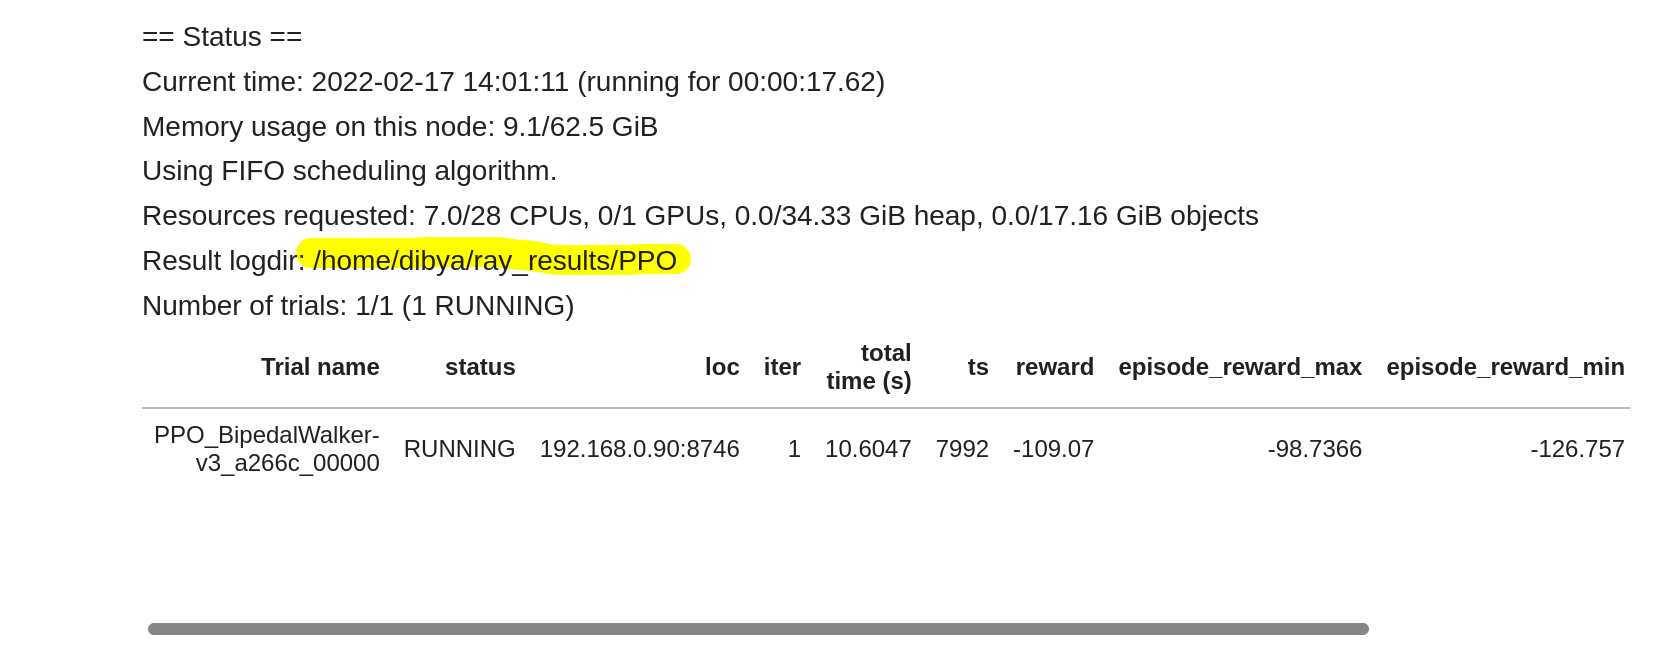 == Status ==
Current time: 2022-02-17 14:01:11 (running for 00:00:17.62)
Memory usage on this node: 9.1/62.5 GiB
Using FIFO scheduling algorithm.
Resources requested: 7.0/28 CPUs, 0/1 GPUs, 0.0/34.33 GiB heap, 0.0/17.16 GiB objects
Result logdir: /home/dibya/ray_results/PPO
Number of trials: 1/1 (1 RUNNING)
Trial name status loc iter total time (s) ts reward episode_reward_max episode_reward_min
PPO_BipedalWalker-
v3_a266c_00000 RUNNING 192.168.0.90:8746 1 10.6047 7992 -109.07 -98.7366 -126.757